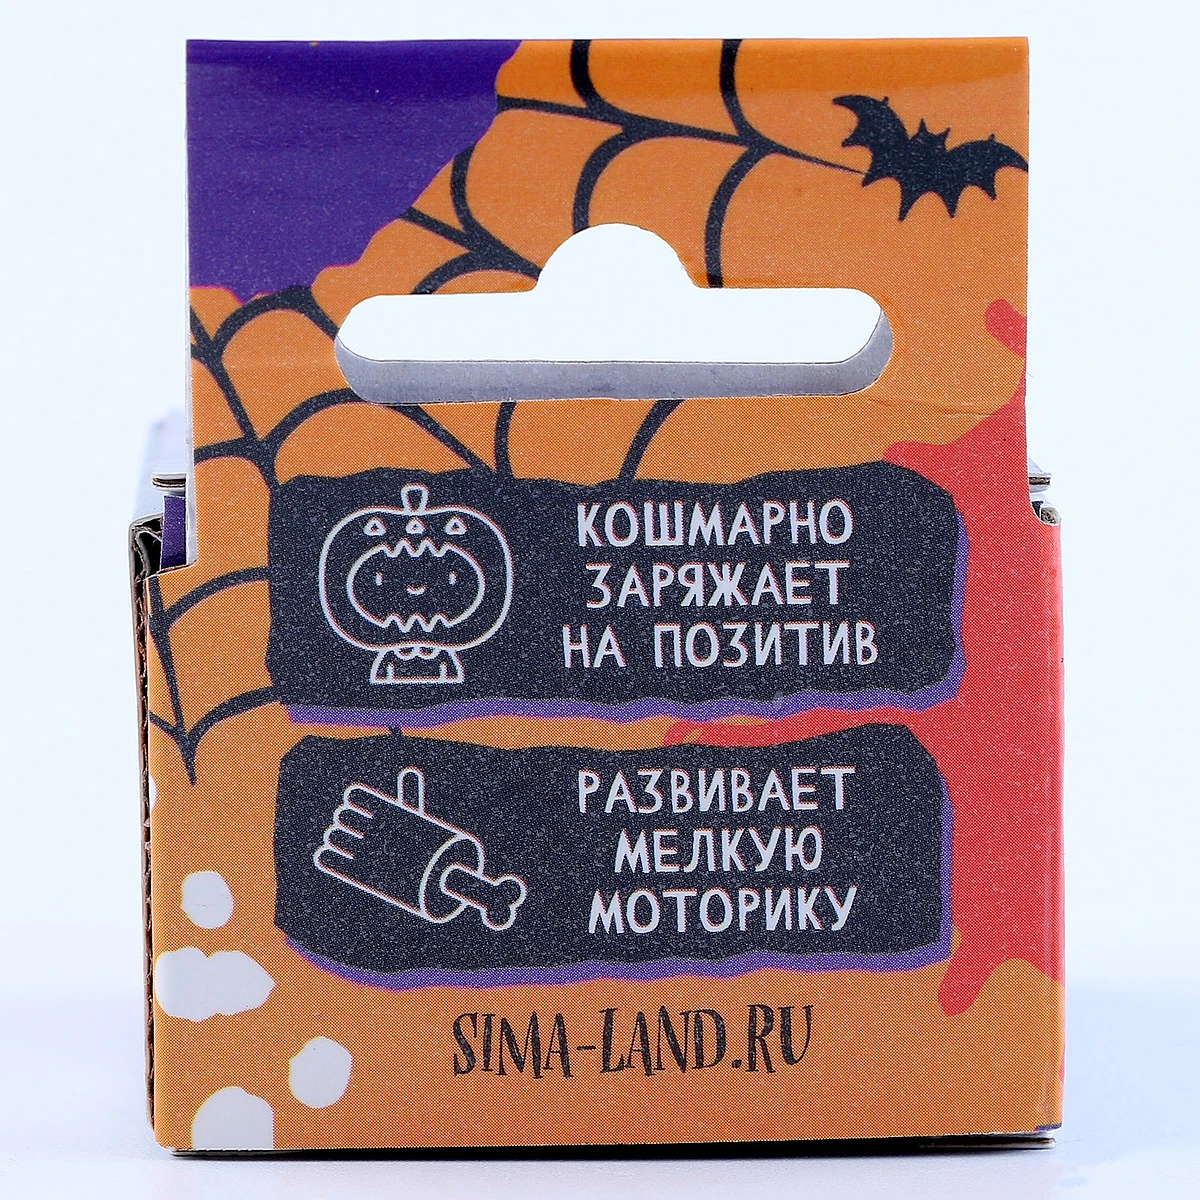 КОШМАРНО
ЗАРЯЖАЕТ
НА ПОЗИТИВ
РАЗВИВАЕТ
МЕЛКУЮ
МОТОРИКУ
SIMA-LAND.RU